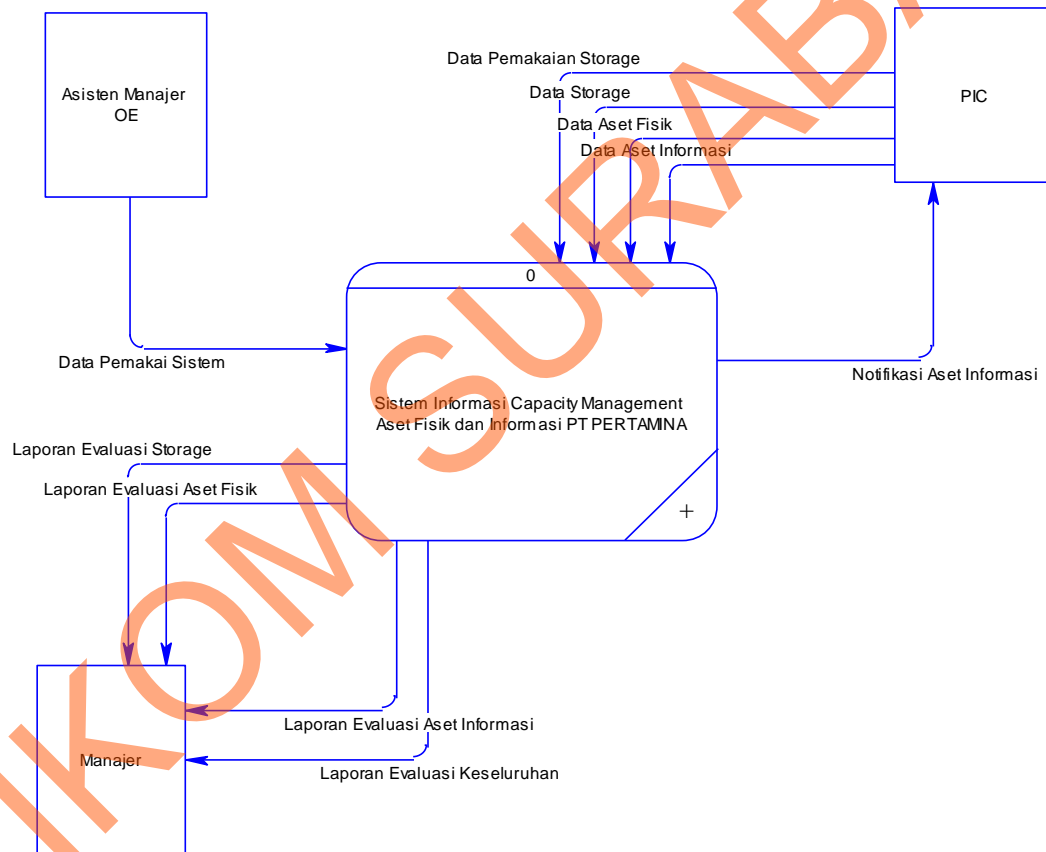 Asisten Manajer
OE
Data Pemakaian Storage
Data Storage
Data Aset Fisik
Data Aset Informasi
PIC
0
Data Pemakai Sistem
Notifikasi Aset Informasi
Sistem Informasi Capacity Management
Aset Fisik dan Informasi PT PERTAMINA
+
Laporan Evaluasi Storage
Laporan Evaluasi Aset Fisik
Laporan Evaluasi Aset Informasi
Manajer
Laporan Evaluasi Keseluruhan
IKOM SURABA